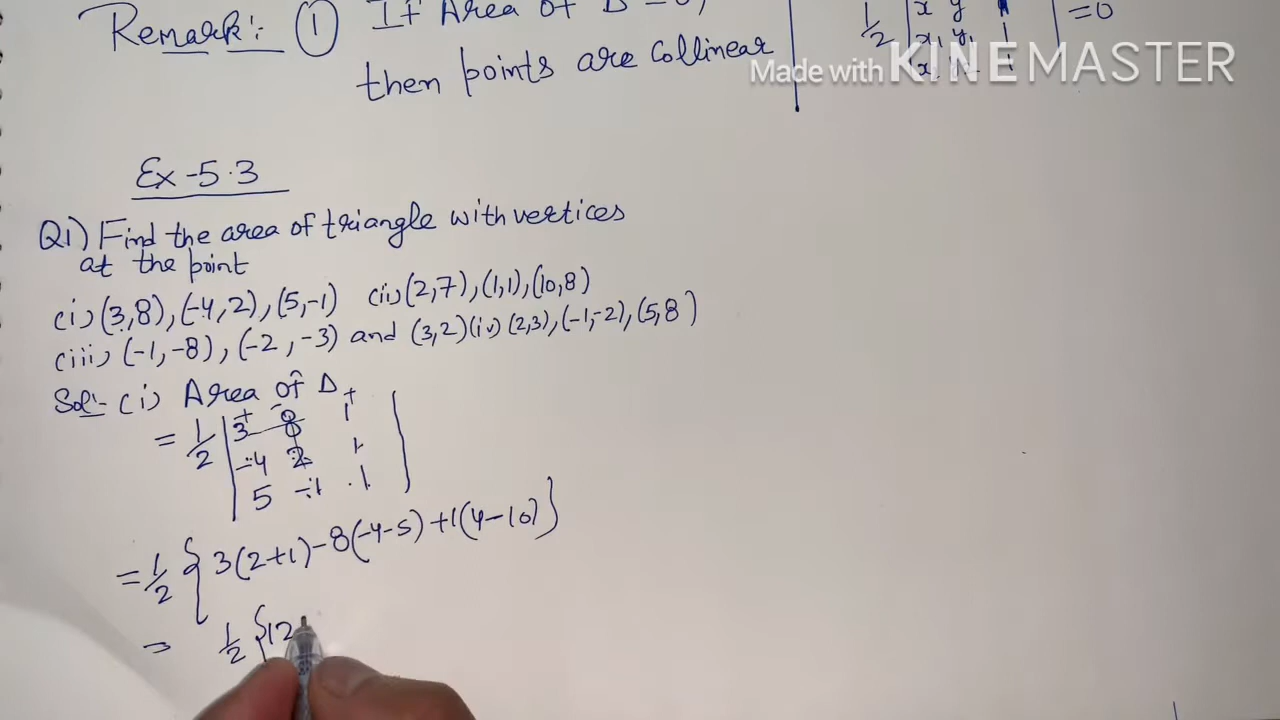 Remark:- ① If Area of Δ = 0,
then points are collinear
1/2 | x y 1 | = 0
x₁ y₁ 1
Made with KINEMASTER
Ex-5.3
Q1) Find the area of triangle with vertices
at the point
(i) (3,8), (-4,2), (5,-1) (ii) (2,7), (1,1), (10,8)
(iii) (-1,-8), (-2,-3) and (3,2) (iv) (2,3), (-1,-2), (5,8)
Sol:- (i) Area of Δ
+ - +
= 1/2 | 3 8 1 |
-4 2 1
5 -1 1
= 1/2 { 3(2+1) -8(-4-5) +1(4-10) }
= 1/2 { 12